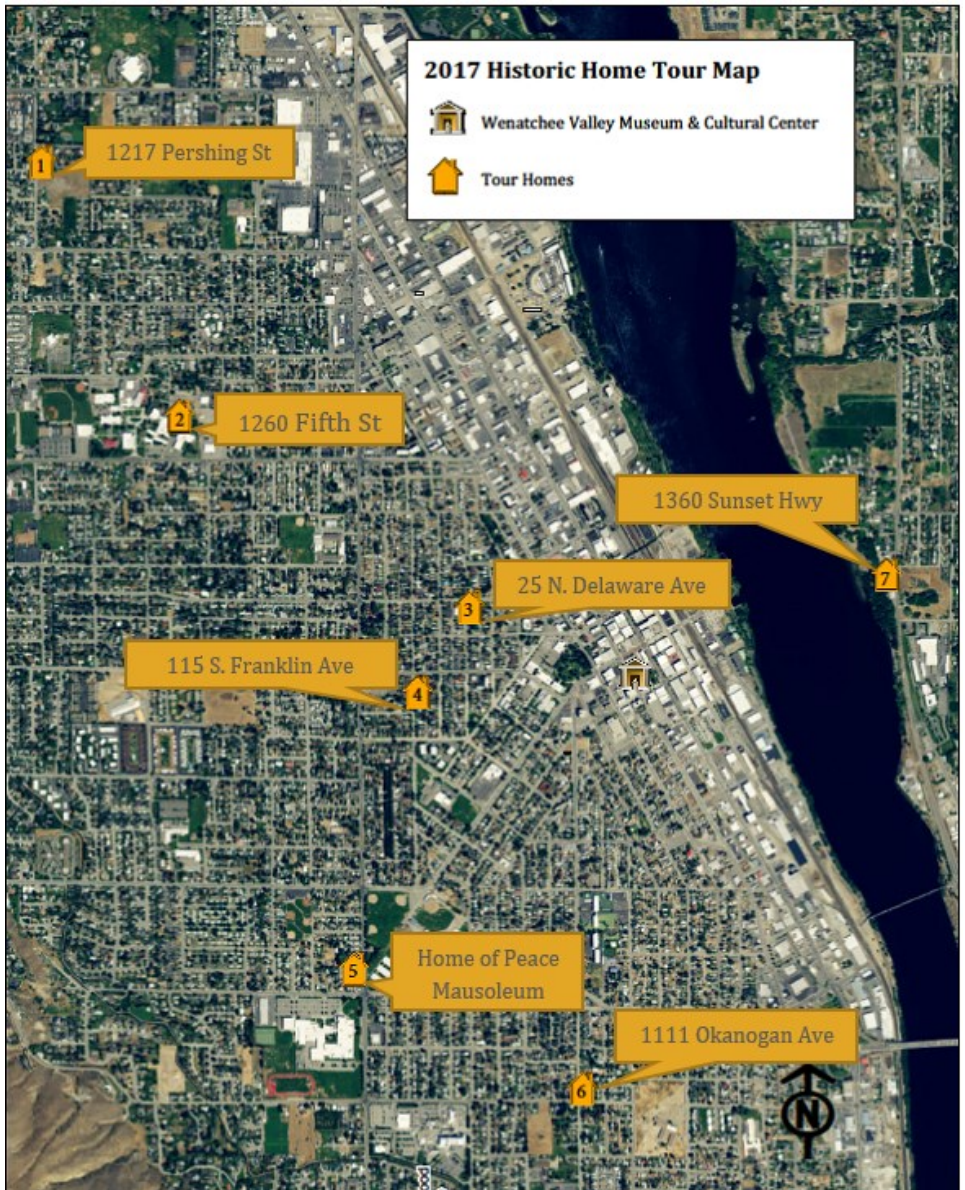 2017 Historic Home Tour Map
Wenatchee Valley Museum & Cultural Center
Tour Homes
1
1217 Pershing St
2
1260 Fifth St
1360 Sunset Hwy
7
25 N. Delaware Ave
3
115 S. Franklin Ave
4
Home of Peace
Mausoleum
5
1111 Okanogan Ave
6
N